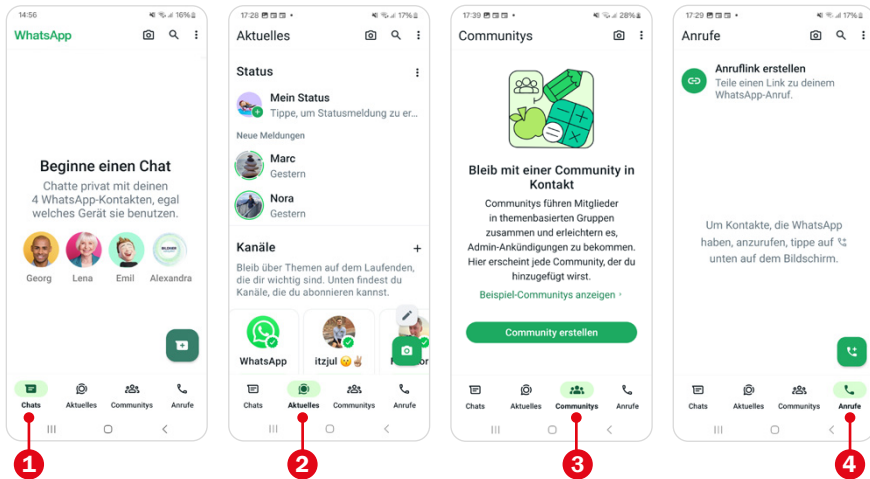 14:56
16%
WhatsApp
Beginne einen Chat
Chatte privat mit deinen
4 WhatsApp-Kontakten, egal
welches Gerät sie benutzen.
Georg
Lena
Emil
Alexandra
Chats
Aktuelles
Communitys
Anrufe
1
17:28
17%
Aktuelles
Status
Mein Status
Tippe, um Statusmeldung zu er...
Neue Meldungen
Marc
Gestern
Nora
Gestern
Kanäle
Bleib über Themen auf dem Laufenden,
die dir wichtig sind. Unten findest du
Kanäle, die du abonnieren kannst.
WhatsApp
itzjul
Chats
Aktuelles
Communitys
Anrufe
2
17:39
28%
Communitys
Bleib mit einer Community in
Kontakt
Communitys führen Mitglieder
in themenbasierten Gruppen
zusammen und erleichtern es,
Admin-Ankündigungen zu bekommen.
Hier erscheint jede Community, der du
hinzugefügt wirst.
Beispiel-Communitys anzeigen
Community erstellen
Chats
Aktuelles
Communitys
Anrufe
3
17:29
17%
Anrufe
Anruflink erstellen
Teile einen Link zu deinem
WhatsApp-Anruf.
Um Kontakte, die WhatsApp
haben, anzurufen, tippe auf
unten auf dem Bildschirm.
Chats
Aktuelles
Communitys
Anrufe
4